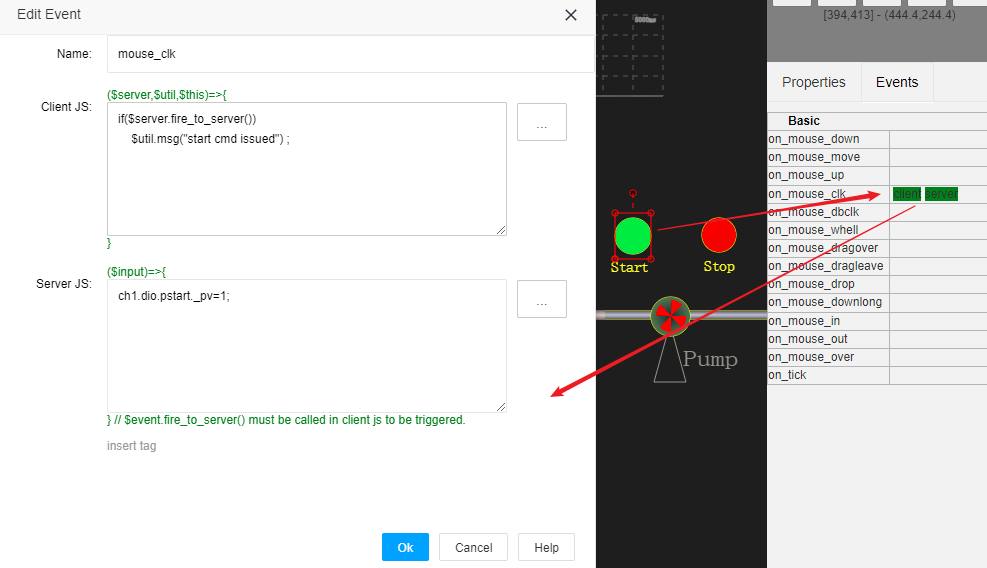 Edit Event
Name:
mouse_clk
Client JS:
($server,$util,$this)=>{
if($server.fire_to_server())
$util.msg("start cmd issued") ;
...
}
Server JS:
($input)=>{
ch1.dio.pstart._pv=1;
...
} // $event.fire_to_server() must be called in client js to be triggered.
insert tag
Ok
Cancel
Help
Start
Stop
Pump
[394,413] - (444.4,244.4)
Properties
Events
Basic
on_mouse_down
on_mouse_move
on_mouse_up
on_mouse_clk
client server
on_mouse_dbclk
on_mouse_whell
on_mouse_dragover
on_mouse_dragleave
on_mouse_drop
on_mouse_downlong
on_mouse_in
on_mouse_out
on_mouse_over
on_tick